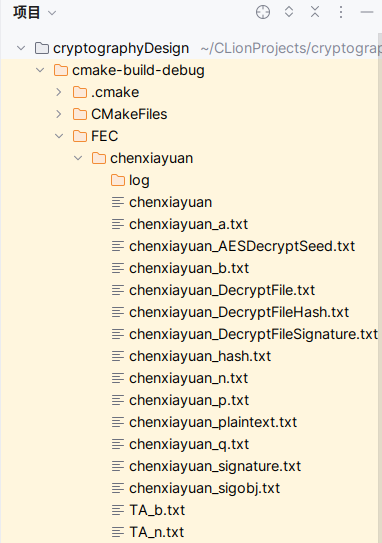 项目
cryptographyDesign ~/CLionProjects/cryptograp
cmake-build-debug
.cmake
CMakeFiles
FEC
chenxiayuan
log
chenxiayuan
chenxiayuan_a.txt
chenxiayuan_AESDecryptSeed.txt
chenxiayuan_b.txt
chenxiayuan_DecryptFile.txt
chenxiayuan_DecryptFileHash.txt
chenxiayuan_DecryptFileSignature.txt
chenxiayuan_hash.txt
chenxiayuan_n.txt
chenxiayuan_p.txt
chenxiayuan_plaintext.txt
chenxiayuan_q.txt
chenxiayuan_signature.txt
chenxiayuan_sigobj.txt
TA_b.txt
TA_n.txt